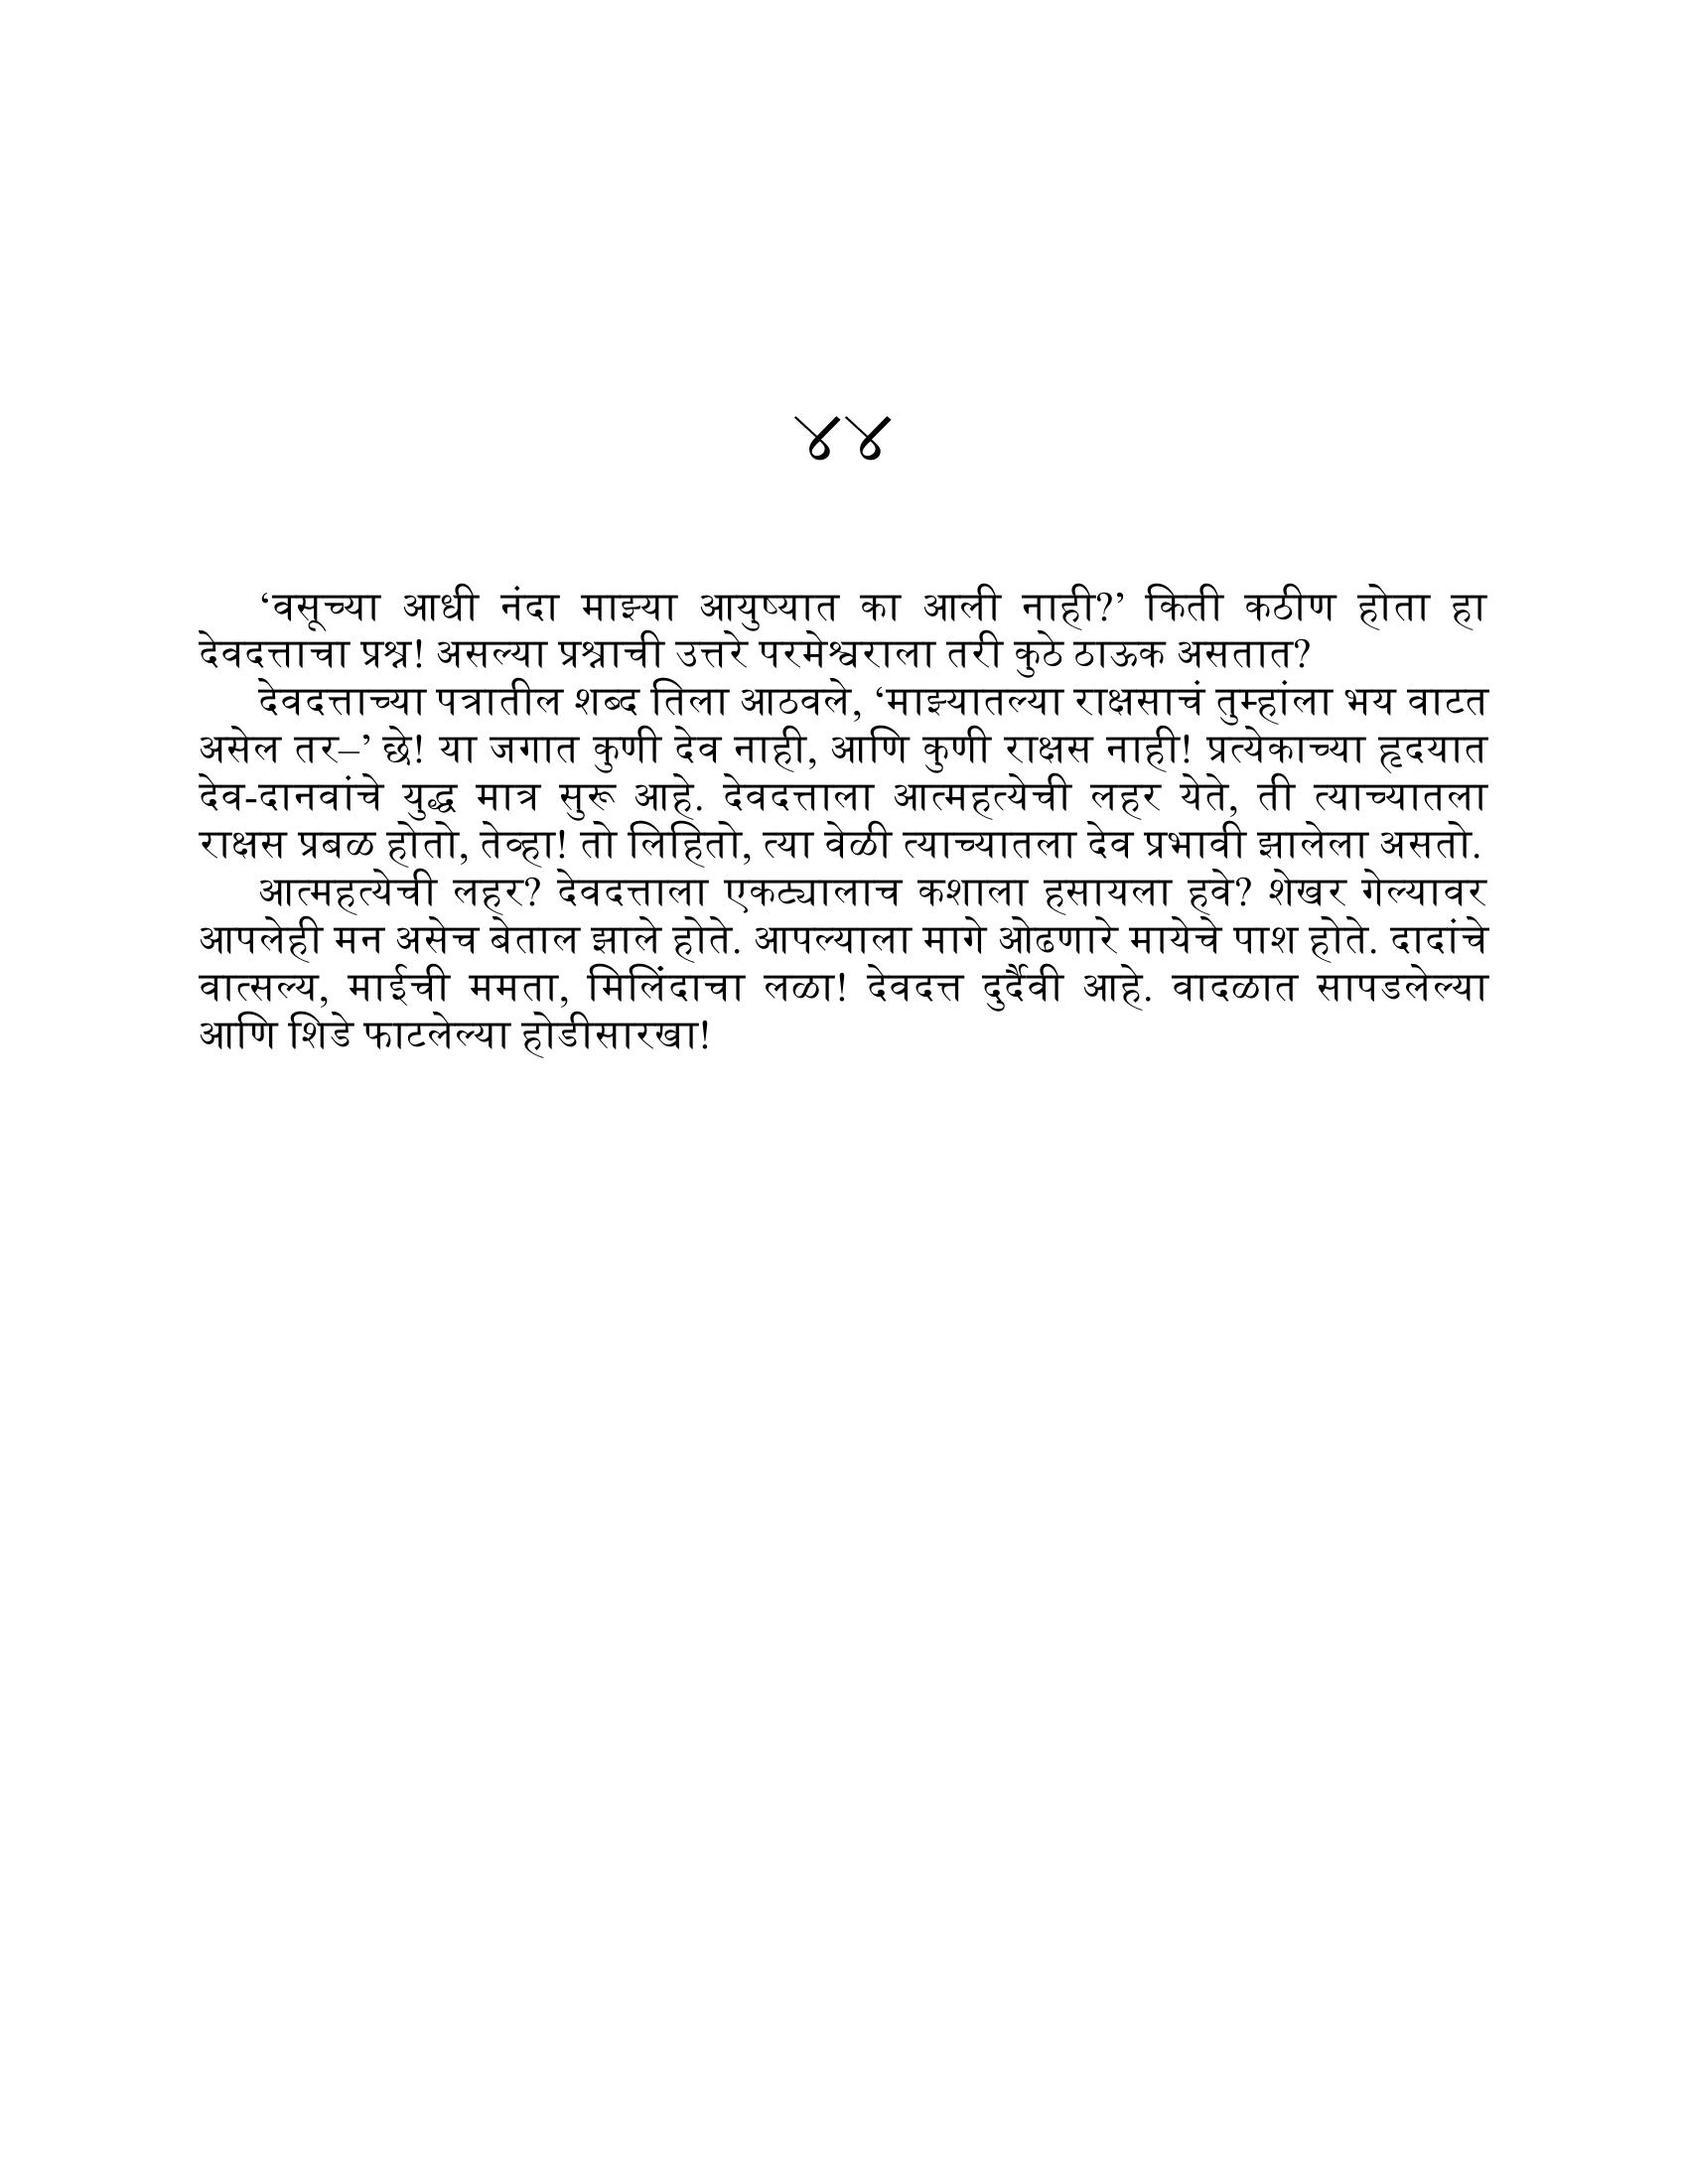 ४४
‘वसूच्या आधी नंदा माझ्या आयुष्यात का आली नाही?’ किती कठीण होता हा
देवदत्ताचा प्रश्न! असल्या प्रश्नाची उत्तरे परमेश्वराला तरी कुठे ठाऊक असतात?
देवदत्ताच्या पत्रातील शब्द तिला आठवले, ‘माझ्यातल्या राक्षसाचं तुम्हांला भय वाटत
असेल तर–’ छे! या जगात कुणी देव नाही, आणि कुणी राक्षस नाही! प्रत्येकाच्या हृदयात
देव-दानवांचे युद्ध मात्र सुरू आहे. देवदत्ताला आत्महत्येची लहर येते, ती त्याच्यातला
राक्षस प्रबळ होतो, तेव्हा! तो लिहितो, त्या वेळी त्याच्यातला देव प्रभावी झालेला असतो.
आत्महत्येची लहर? देवदत्ताला एकट्यालाच कशाला हसायला हवे? शेखर गेल्यावर
आपलेही मन असेच बेताल झाले होते. आपल्याला मागे ओढणारे मायेचे पाश होते. दादांचे
वात्सल्य, माईची ममता, मिलिंदाचा लळा! देवदत्त दुर्दैवी आहे. वादळात सापडलेल्या
आणि शिडे फाटलेल्या होडीसारखा!